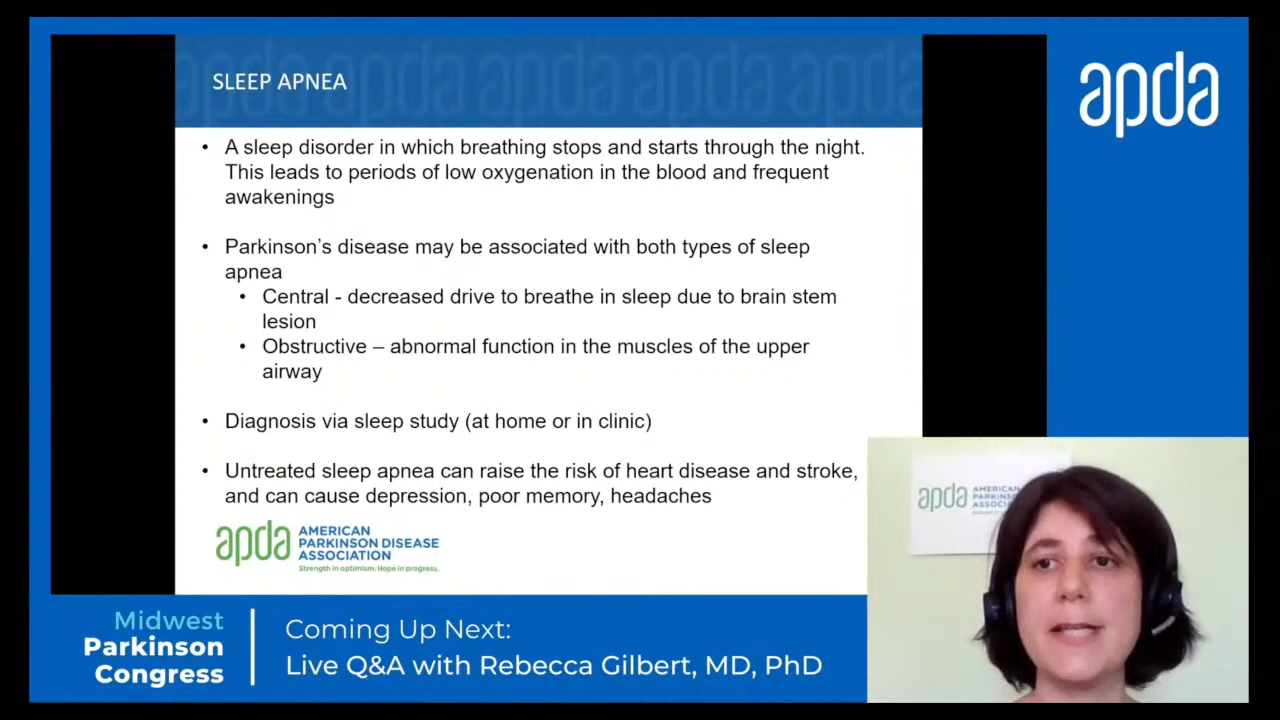 SLEEP APNEA
apda
• A sleep disorder in which breathing stops and starts through the night.
This leads to periods of low oxygenation in the blood and frequent
awakenings
• Parkinson’s disease may be associated with both types of sleep
apnea
• Central - decreased drive to breathe in sleep due to brain stem
lesion
• Obstructive – abnormal function in the muscles of the upper
airway
• Diagnosis via sleep study (at home or in clinic)
• Untreated sleep apnea can raise the risk of heart disease and stroke,
and can cause depression, poor memory, headaches
apda AMERICAN
PARKINSON DISEASE
ASSOCIATION
Strength in optimism. Hope in progress.
apda
Midwest
Parkinson
Congress
Coming Up Next:
Live Q&A with Rebecca Gilbert, MD, PhD